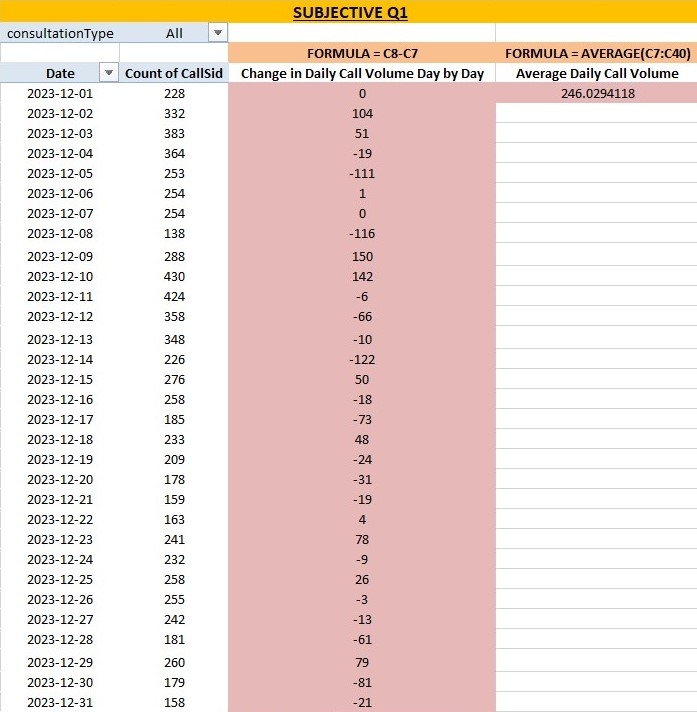 SUBJECTIVE Q1
consultationType All
FORMULA = C8-C7 FORMULA = AVERAGE(C7:C40)
Date Count of CallSid Change in Daily Call Volume Day by Day Average Daily Call Volume
2023-12-01 228 0 246.0294118
2023-12-02 332 104
2023-12-03 383 51
2023-12-04 364 -19
2023-12-05 253 -111
2023-12-06 254 1
2023-12-07 254 0
2023-12-08 138 -116
2023-12-09 288 150
2023-12-10 430 142
2023-12-11 424 -6
2023-12-12 358 -66
2023-12-13 348 -10
2023-12-14 226 -122
2023-12-15 276 50
2023-12-16 258 -18
2023-12-17 185 -73
2023-12-18 233 48
2023-12-19 209 -24
2023-12-20 178 -31
2023-12-21 159 -19
2023-12-22 163 4
2023-12-23 241 78
2023-12-24 232 -9
2023-12-25 258 26
2023-12-26 255 -3
2023-12-27 242 -13
2023-12-28 181 -61
2023-12-29 260 79
2023-12-30 179 -81
2023-12-31 158 -21